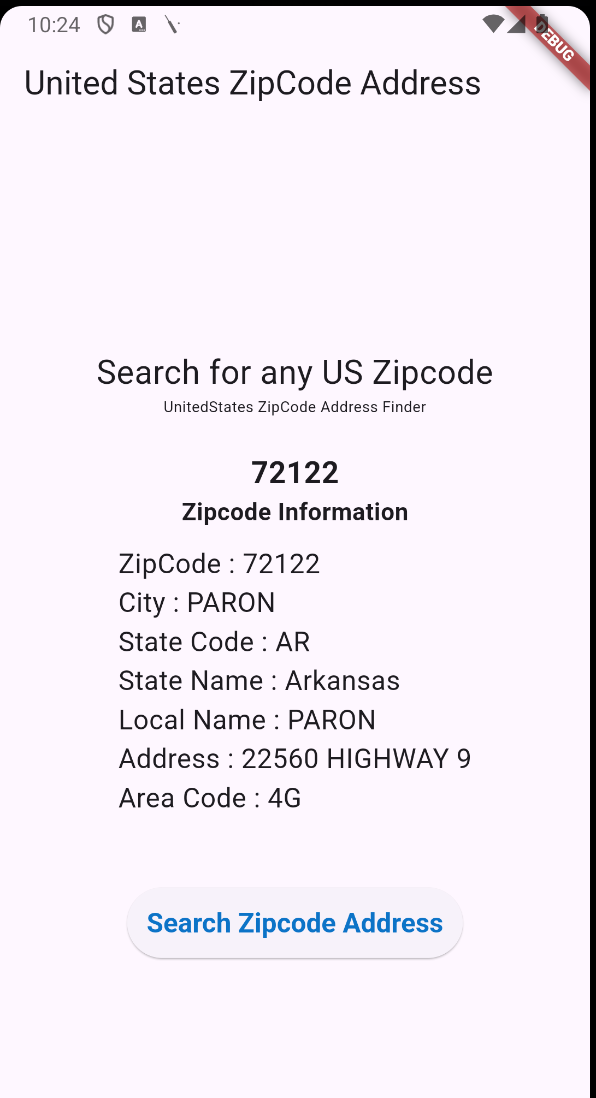 10:24
A
DEBUG
United States ZipCode Address
Search for any US Zipcode
UnitedStates ZipCode Address Finder
72122
Zipcode Information
ZipCode : 72122
City : PARON
State Code : AR
State Name : Arkansas
Local Name : PARON
Address : 22560 HIGHWAY 9
Area Code : 4G
Search Zipcode Address